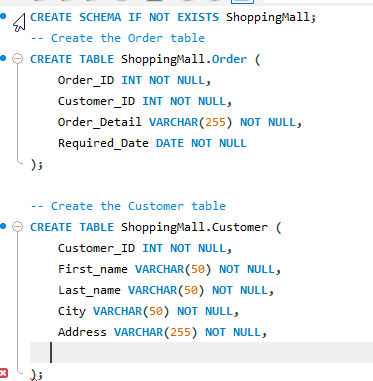 CREATE SCHEMA IF NOT EXISTS ShoppingMall;
-- Create the Order table
CREATE TABLE ShoppingMall.Order (
Order_ID INT NOT NULL,
Customer_ID INT NOT NULL,
Order_Detail VARCHAR(255) NOT NULL,
Required_Date DATE NOT NULL
);
-- Create the Customer table
CREATE TABLE ShoppingMall.Customer (
Customer_ID INT NOT NULL,
First_name VARCHAR(50) NOT NULL,
Last_name VARCHAR(50) NOT NULL,
City VARCHAR(50) NOT NULL,
Address VARCHAR(255) NOT NULL,
);